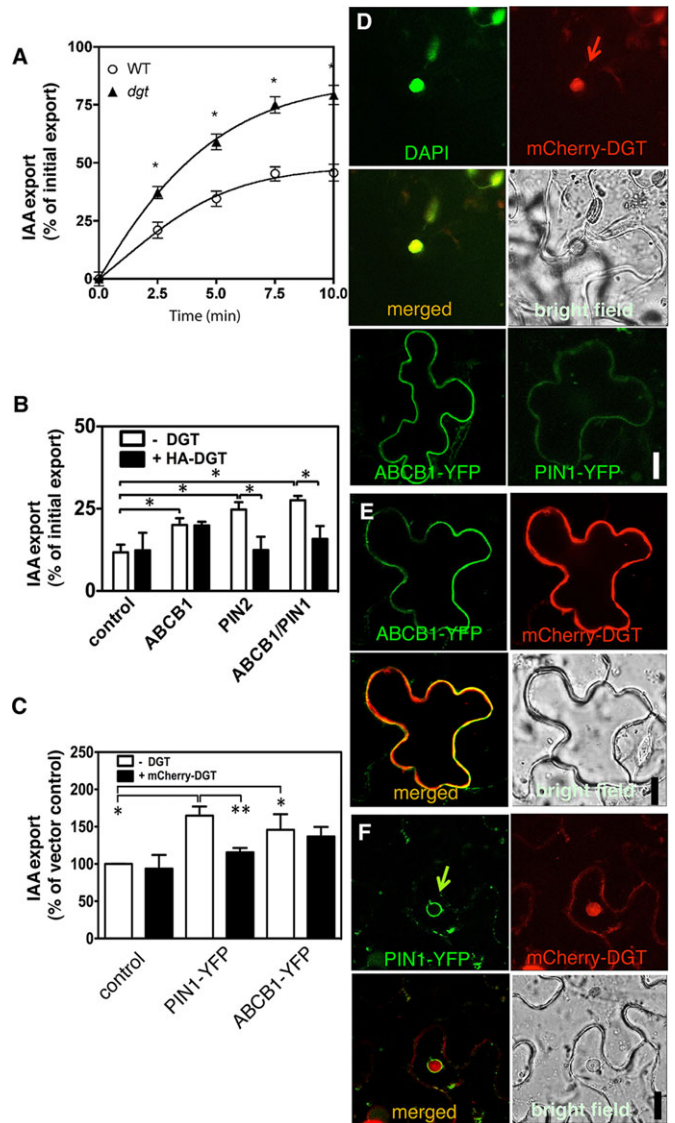 A
IAA export
(% of initial export)
100
75
50
25
0
WT
dgt
*
*
*
*
0.0
2.5
5.0
7.5
10.0
Time (min)
B
IAA export
(% of initial export)
50
25
0
- DGT
+ HA-DGT
*
*
*
*
*
control
ABCB1
PIN2
ABCB1/PIN1
C
IAA export
(% of vector control)
250
200
150
100
50
0
- DGT
+ mCherry-DGT
*
**
*
control
PIN1-YFP
ABCB1-YFP
D
DAPI
mCherry-DGT
merged
bright field
ABCB1-YFP
PIN1-YFP
E
ABCB1-YFP
mCherry-DGT
merged
bright field
F
PIN1-YFP
mCherry-DGT
merged
bright field